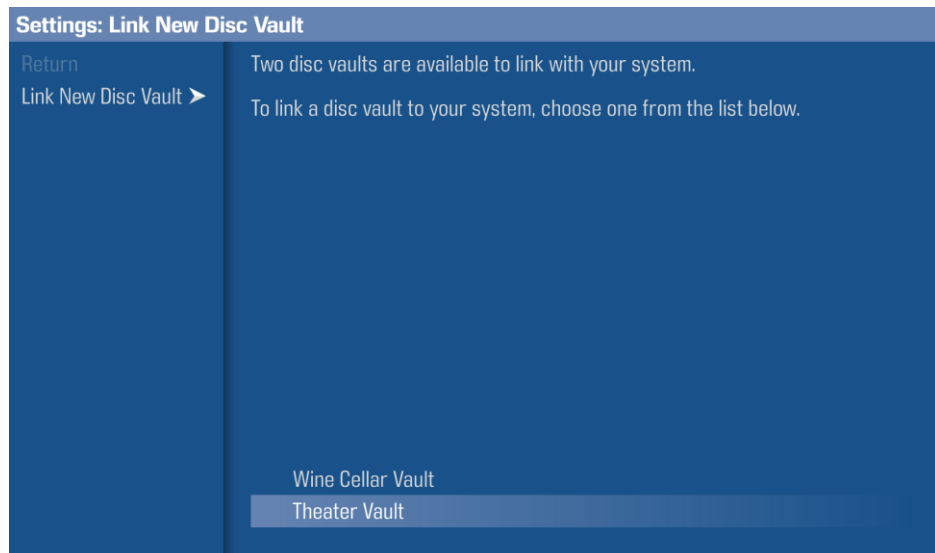 Settings: Link New Disc Vault
Return
Link New Disc Vault ➤
Two disc vaults are available to link with your system.
To link a disc vault to your system, choose one from the list below.
Wine Cellar Vault
Theater Vault